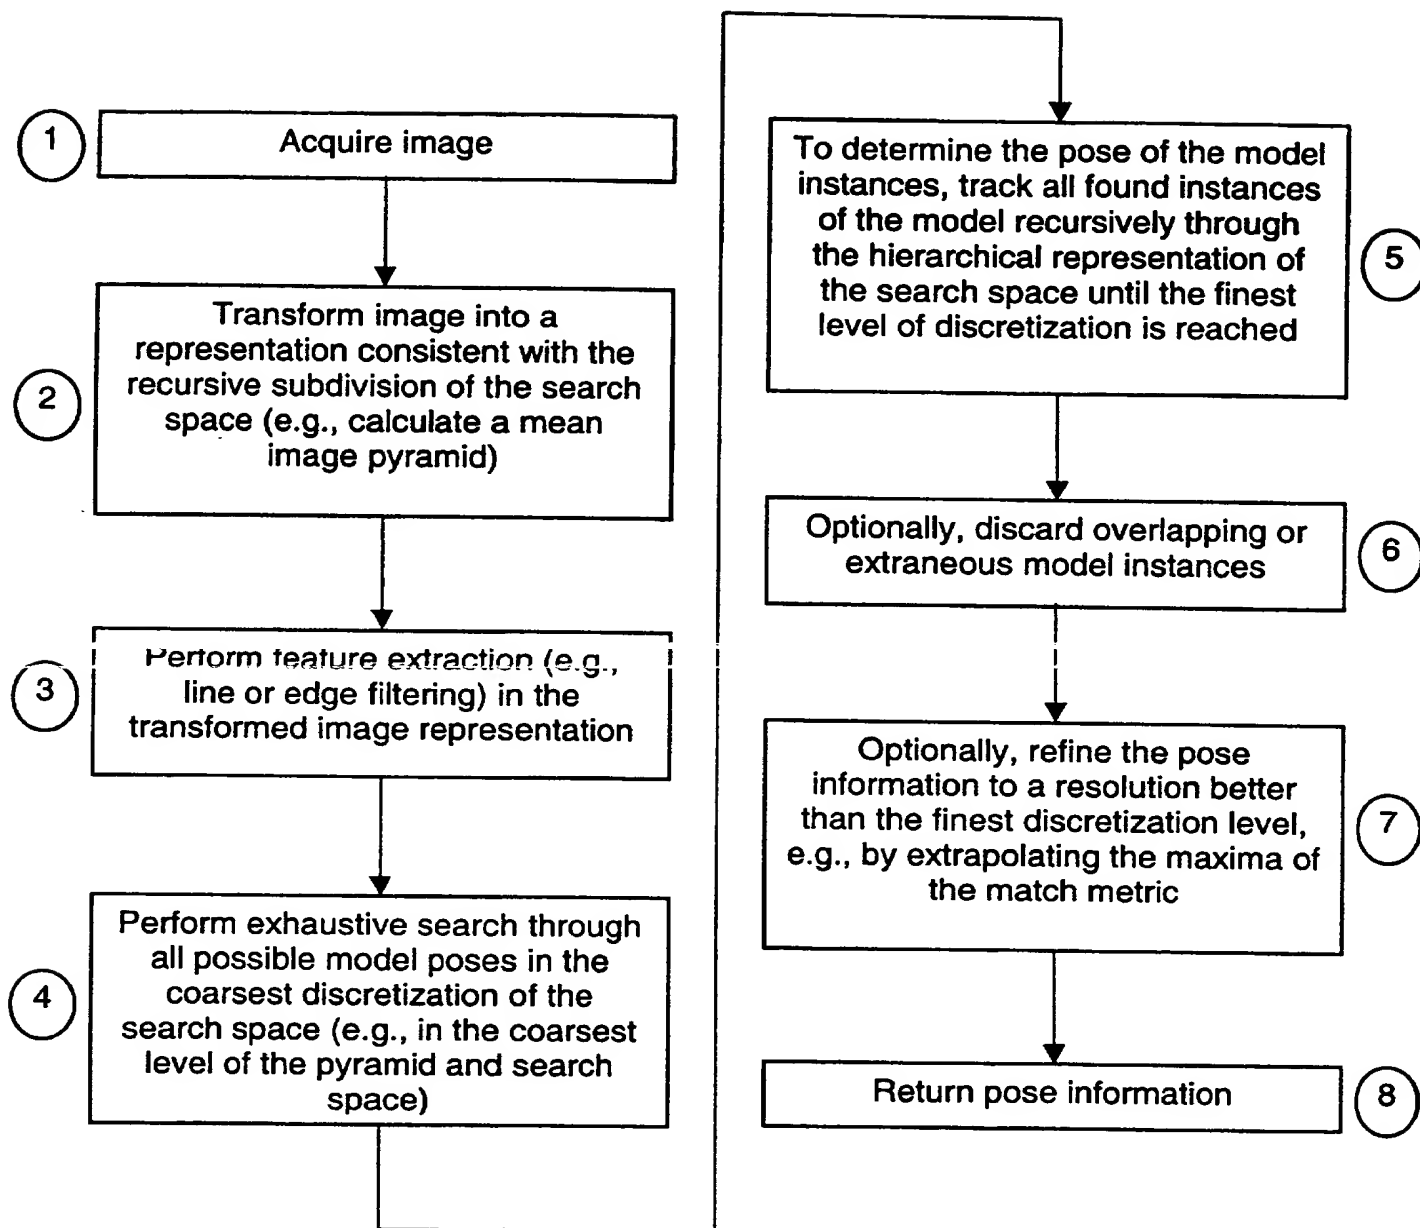 1
Acquire image
2
Transform image into a
representation consistent with the
recursive subdivision of the search
space (e.g., calculate a mean
image pyramid)
3
Perform feature extraction (e.g.,
line or edge filtering) in the
transformed image representation
4
Perform exhaustive search through
all possible model poses in the
coarsest discretization of the
search space (e.g., in the coarsest
level of the pyramid and search
space)
To determine the pose of the model
instances, track all found instances
of the model recursively through
the hierarchical representation of
the search space until the finest
level of discretization is reached
5
Optionally, discard overlapping or
extraneous model instances
6
Optionally, refine the pose
information to a resolution better
than the finest discretization level,
e.g., by extrapolating the maxima of
the match metric
7
Return pose information
8